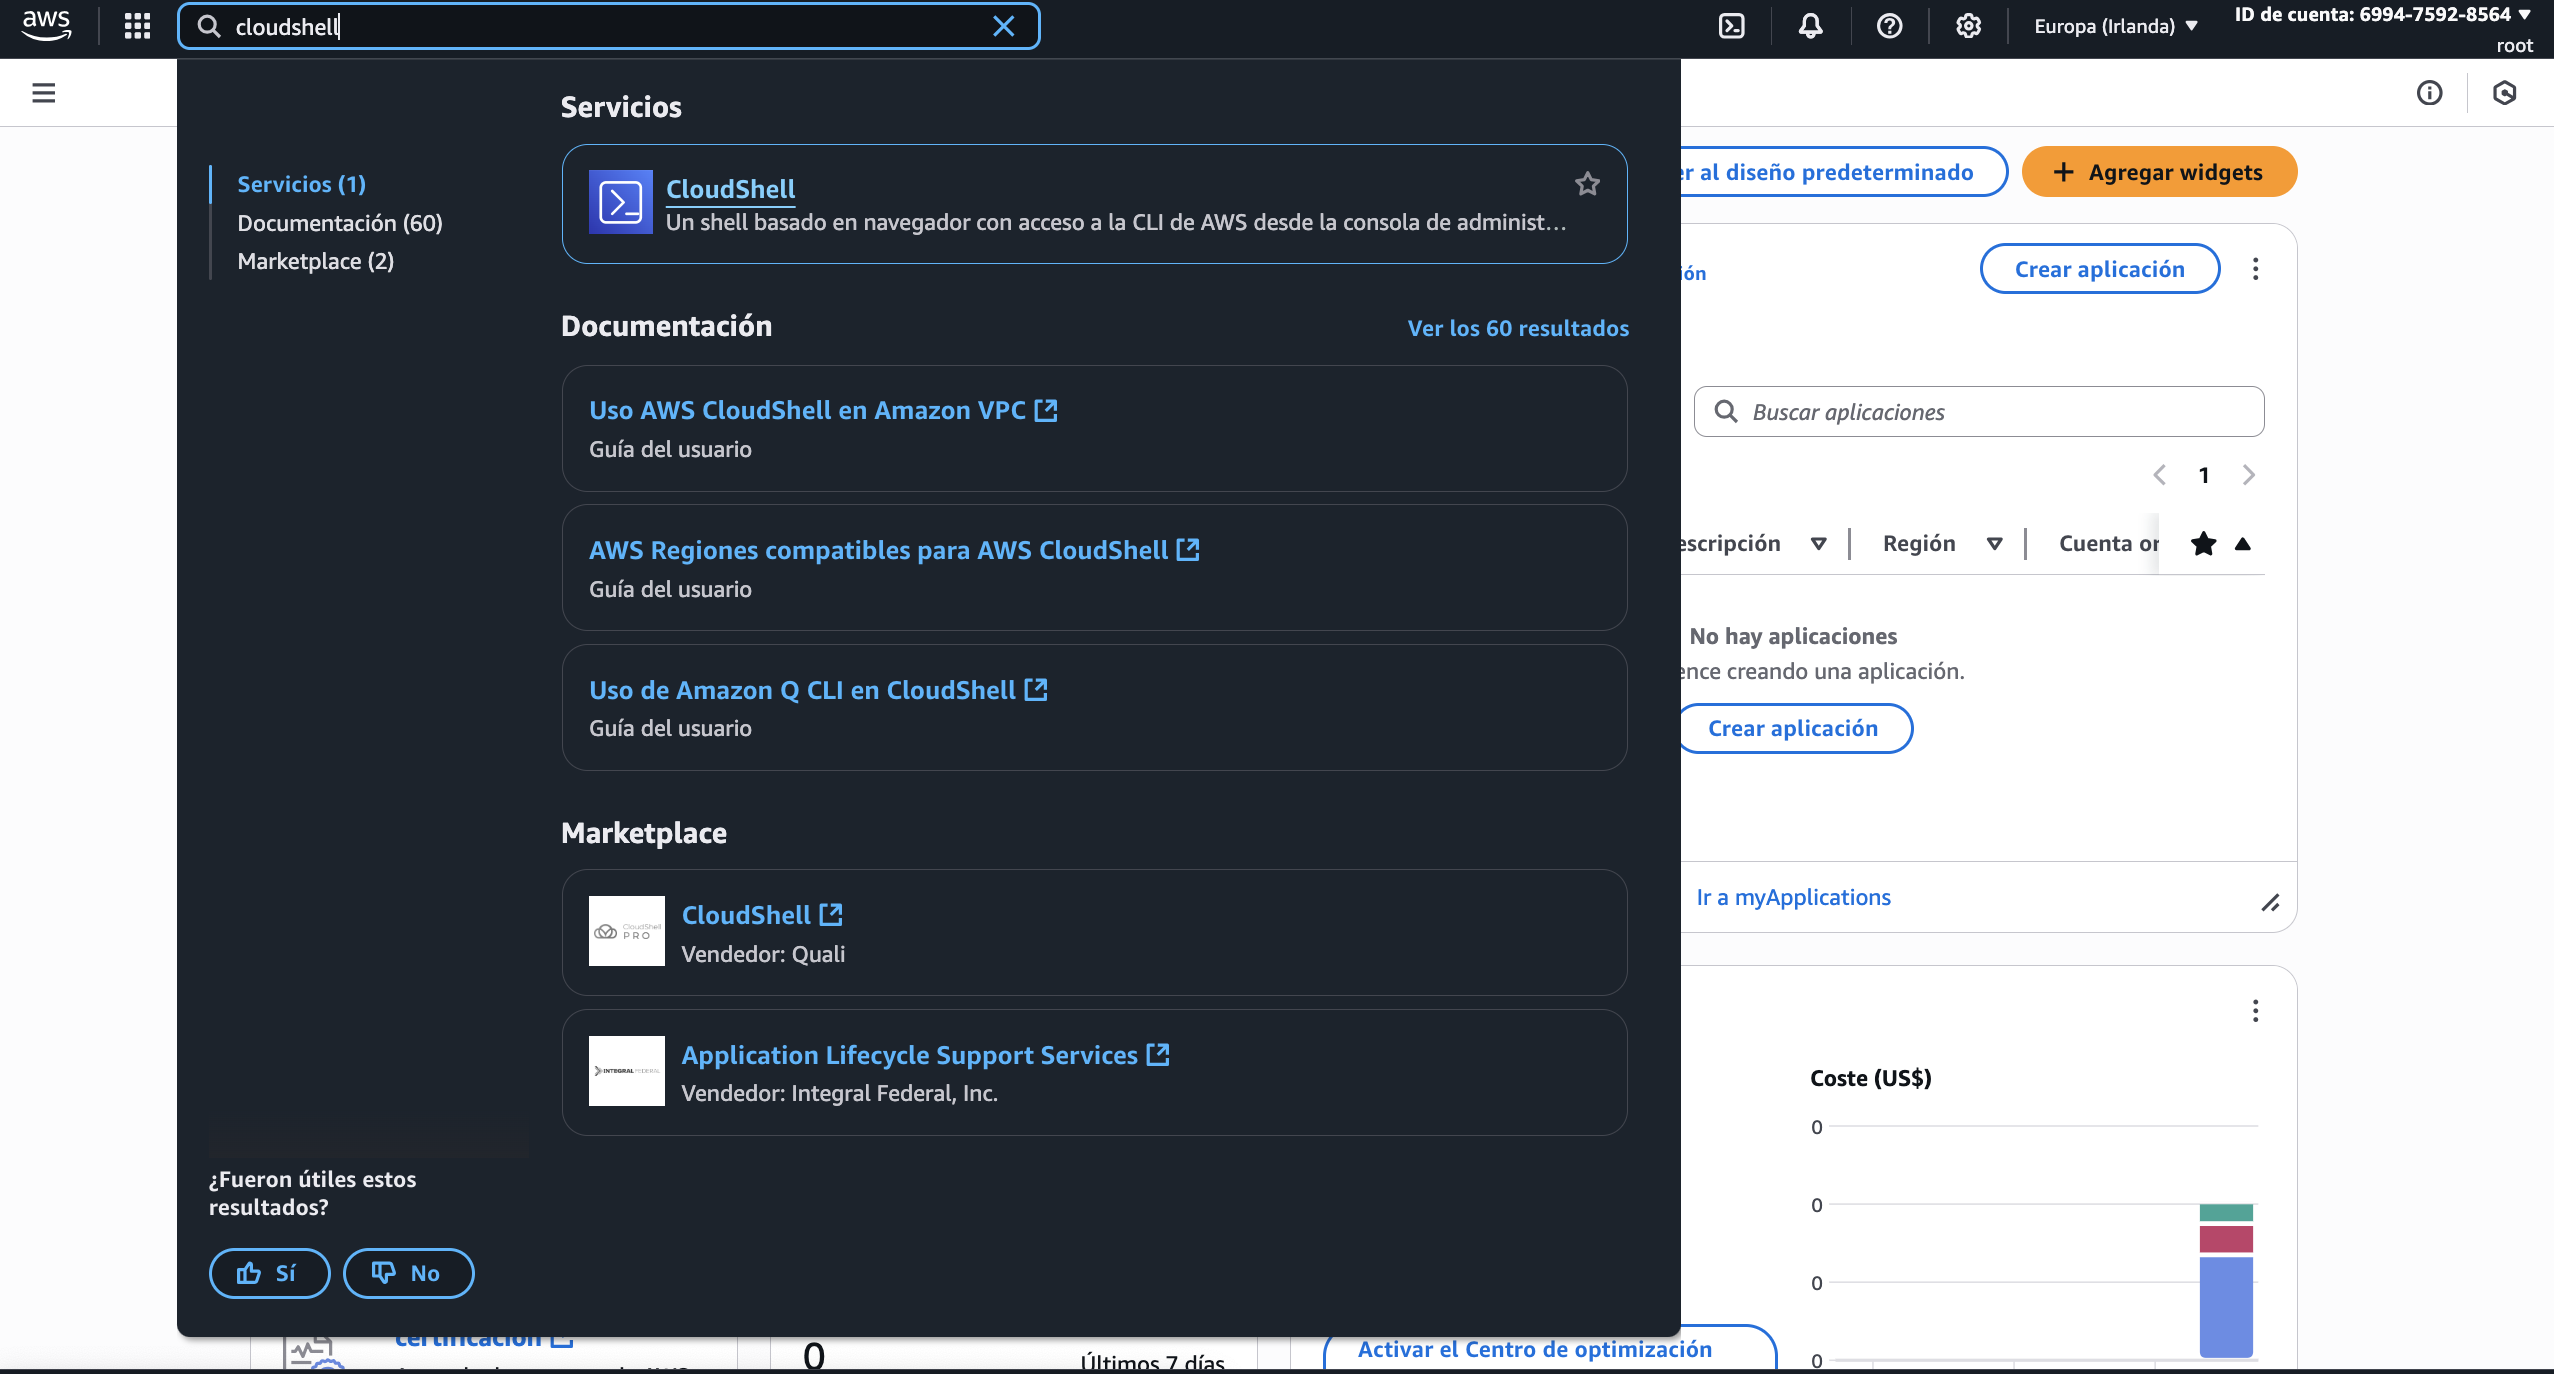 aws
cloudshell
Europa (Irlanda)
ID de cuenta: 6994-7592-8564
root
Servicios (1)
Documentación (60)
Marketplace (2)
Servicios
CloudShell
Un shell basado en navegador con acceso a la CLI de AWS desde la consola de administ...
Documentación
Ver los 60 resultados
Uso AWS CloudShell en Amazon VPC
Guía del usuario
AWS Regiones compatibles para AWS CloudShell
Guía del usuario
Uso de Amazon Q CLI en CloudShell
Guía del usuario
Marketplace
CloudShell PRO
CloudShell
Vendedor: Quali
INTEGRAL FEDERAL
Application Lifecycle Support Services
Vendedor: Integral Federal, Inc.
¿Fueron útiles estos
resultados?
Sí
No
er al diseño predeterminado
Agregar widgets
ión
Crear aplicación
Buscar aplicaciones
1
escripción
Región
Cuenta or
No hay aplicaciones
ence creando una aplicación.
Crear aplicación
Ir a myApplications
Coste (US$)
0
0
0
0
certificación
0
Últimos 7 días
Activar el Centro de optimización